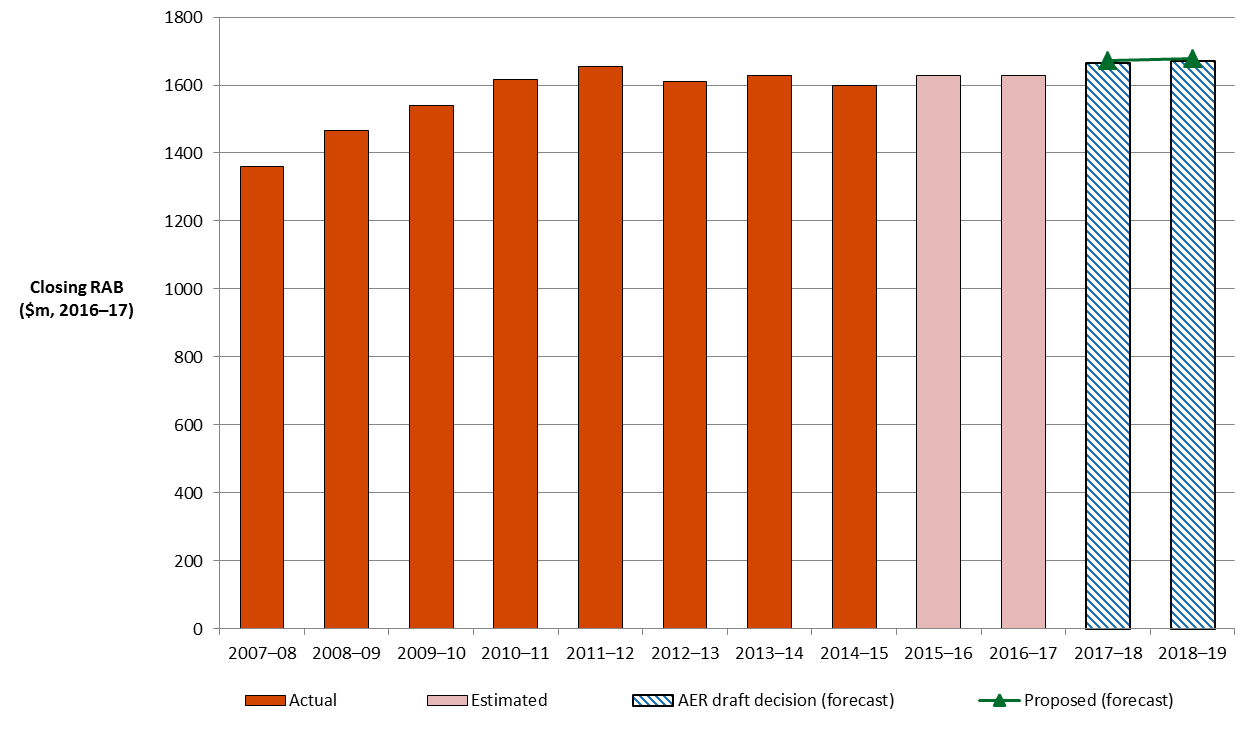 1800
1600
1400
1200
1000
800
600
400
200
0
Closing RAB
($m, 2016–17)
2007–08 2008–09 2009–10 2010–11 2011–12 2012–13 2013–14 2014–15 2015–16 2016–17 2017–18 2018–19
Actual Estimated AER draft decision (forecast) Proposed (forecast)